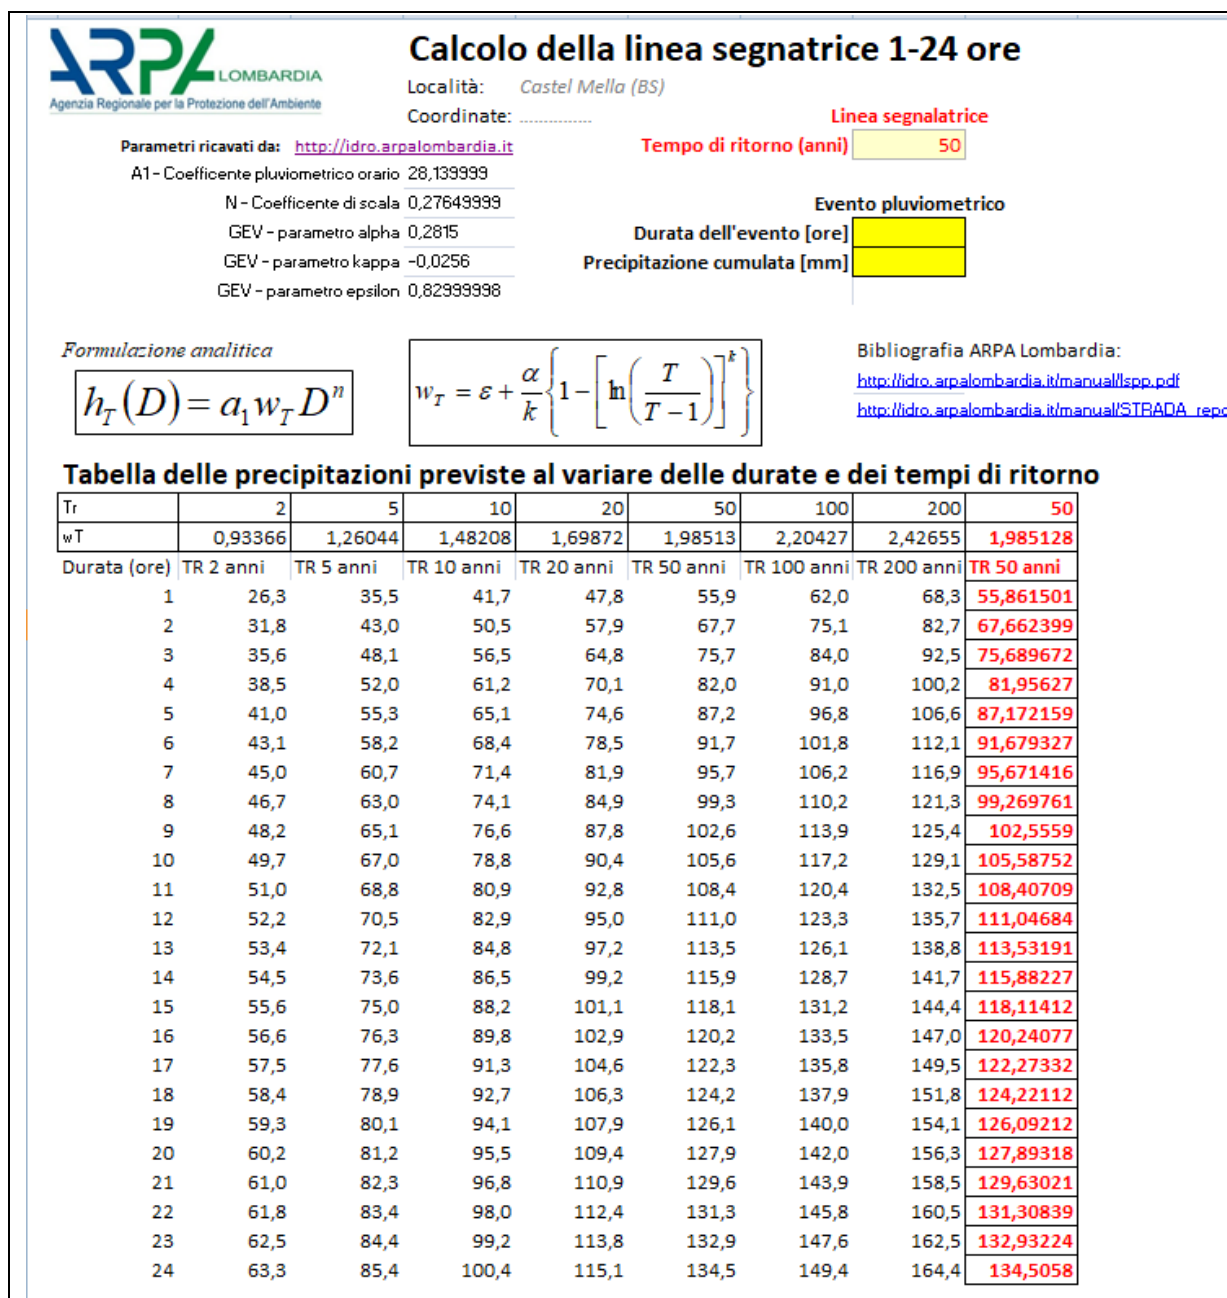 ARPA LOMBARDIA
Agenzia Regionale per la Protezione dell'Ambiente
Calcolo della linea segnatrice 1-24 ore
Località: Castel Mella (BS)
Coordinate: ...............
Linea segnalatrice
Parametri ricavati da: http://idro.arpalombardia.it
Tempo di ritorno (anni) 50
A1 - Coefficente pluviometrico orario 28,139999
N - Coefficente di scala 0,27649999
Evento pluviometrico
GEV - parametro alpha 0,2815
Durata dell'evento [ore]
GEV - parametro kappa -0,0256
Precipitazione cumulata [mm]
GEV - parametro epsilon 0,82999998
Formulazione analitica
h_T(D) = a_1 w_T D^n
w_T = ε + α/k {1 - [ln(T/(T-1))]^k}
Bibliografia ARPA Lombardia:
http://idro.arpalombardia.it/manual/lspp.pdf
http://idro.arpalombardia.it/manual/STRADA_repo
Tabella delle precipitazioni previste al variare delle durate e dei tempi di ritorno
Tr 2 5 10 20 50 100 200 50
wT 0,93366 1,26044 1,48208 1,69872 1,98513 2,20427 2,42655 1,985128
Durata (ore) TR 2 anni TR 5 anni TR 10 anni TR 20 anni TR 50 anni TR 100 anni TR 200 anni TR 50 anni
1 26,3 35,5 41,7 47,8 55,9 62,0 68,3 55,861501
2 31,8 43,0 50,5 57,9 67,7 75,1 82,7 67,662399
3 35,6 48,1 56,5 64,8 75,7 84,0 92,5 75,689672
4 38,5 52,0 61,2 70,1 82,0 91,0 100,2 81,95627
5 41,0 55,3 65,1 74,6 87,2 96,8 106,6 87,172159
6 43,1 58,2 68,4 78,5 91,7 101,8 112,1 91,679327
7 45,0 60,7 71,4 81,9 95,7 106,2 116,9 95,671416
8 46,7 63,0 74,1 84,9 99,3 110,2 121,3 99,269761
9 48,2 65,1 76,6 87,8 102,6 113,9 125,4 102,5559
10 49,7 67,0 78,8 90,4 105,6 117,2 129,1 105,58752
11 51,0 68,8 80,9 92,8 108,4 120,4 132,5 108,40709
12 52,2 70,5 82,9 95,0 111,0 123,3 135,7 111,04684
13 53,4 72,1 84,8 97,2 113,5 126,1 138,8 113,53191
14 54,5 73,6 86,5 99,2 115,9 128,7 141,7 115,88227
15 55,6 75,0 88,2 101,1 118,1 131,2 144,4 118,11412
16 56,6 76,3 89,8 102,9 120,2 133,5 147,0 120,24077
17 57,5 77,6 91,3 104,6 122,3 135,8 149,5 122,27332
18 58,4 78,9 92,7 106,3 124,2 137,9 151,8 124,22112
19 59,3 80,1 94,1 107,9 126,1 140,0 154,1 126,09212
20 60,2 81,2 95,5 109,4 127,9 142,0 156,3 127,89318
21 61,0 82,3 96,8 110,9 129,6 143,9 158,5 129,63021
22 61,8 83,4 98,0 112,4 131,3 145,8 160,5 131,30839
23 62,5 84,4 99,2 113,8 132,9 147,6 162,5 132,93224
24 63,3 85,4 100,4 115,1 134,5 149,4 164,4 134,5058